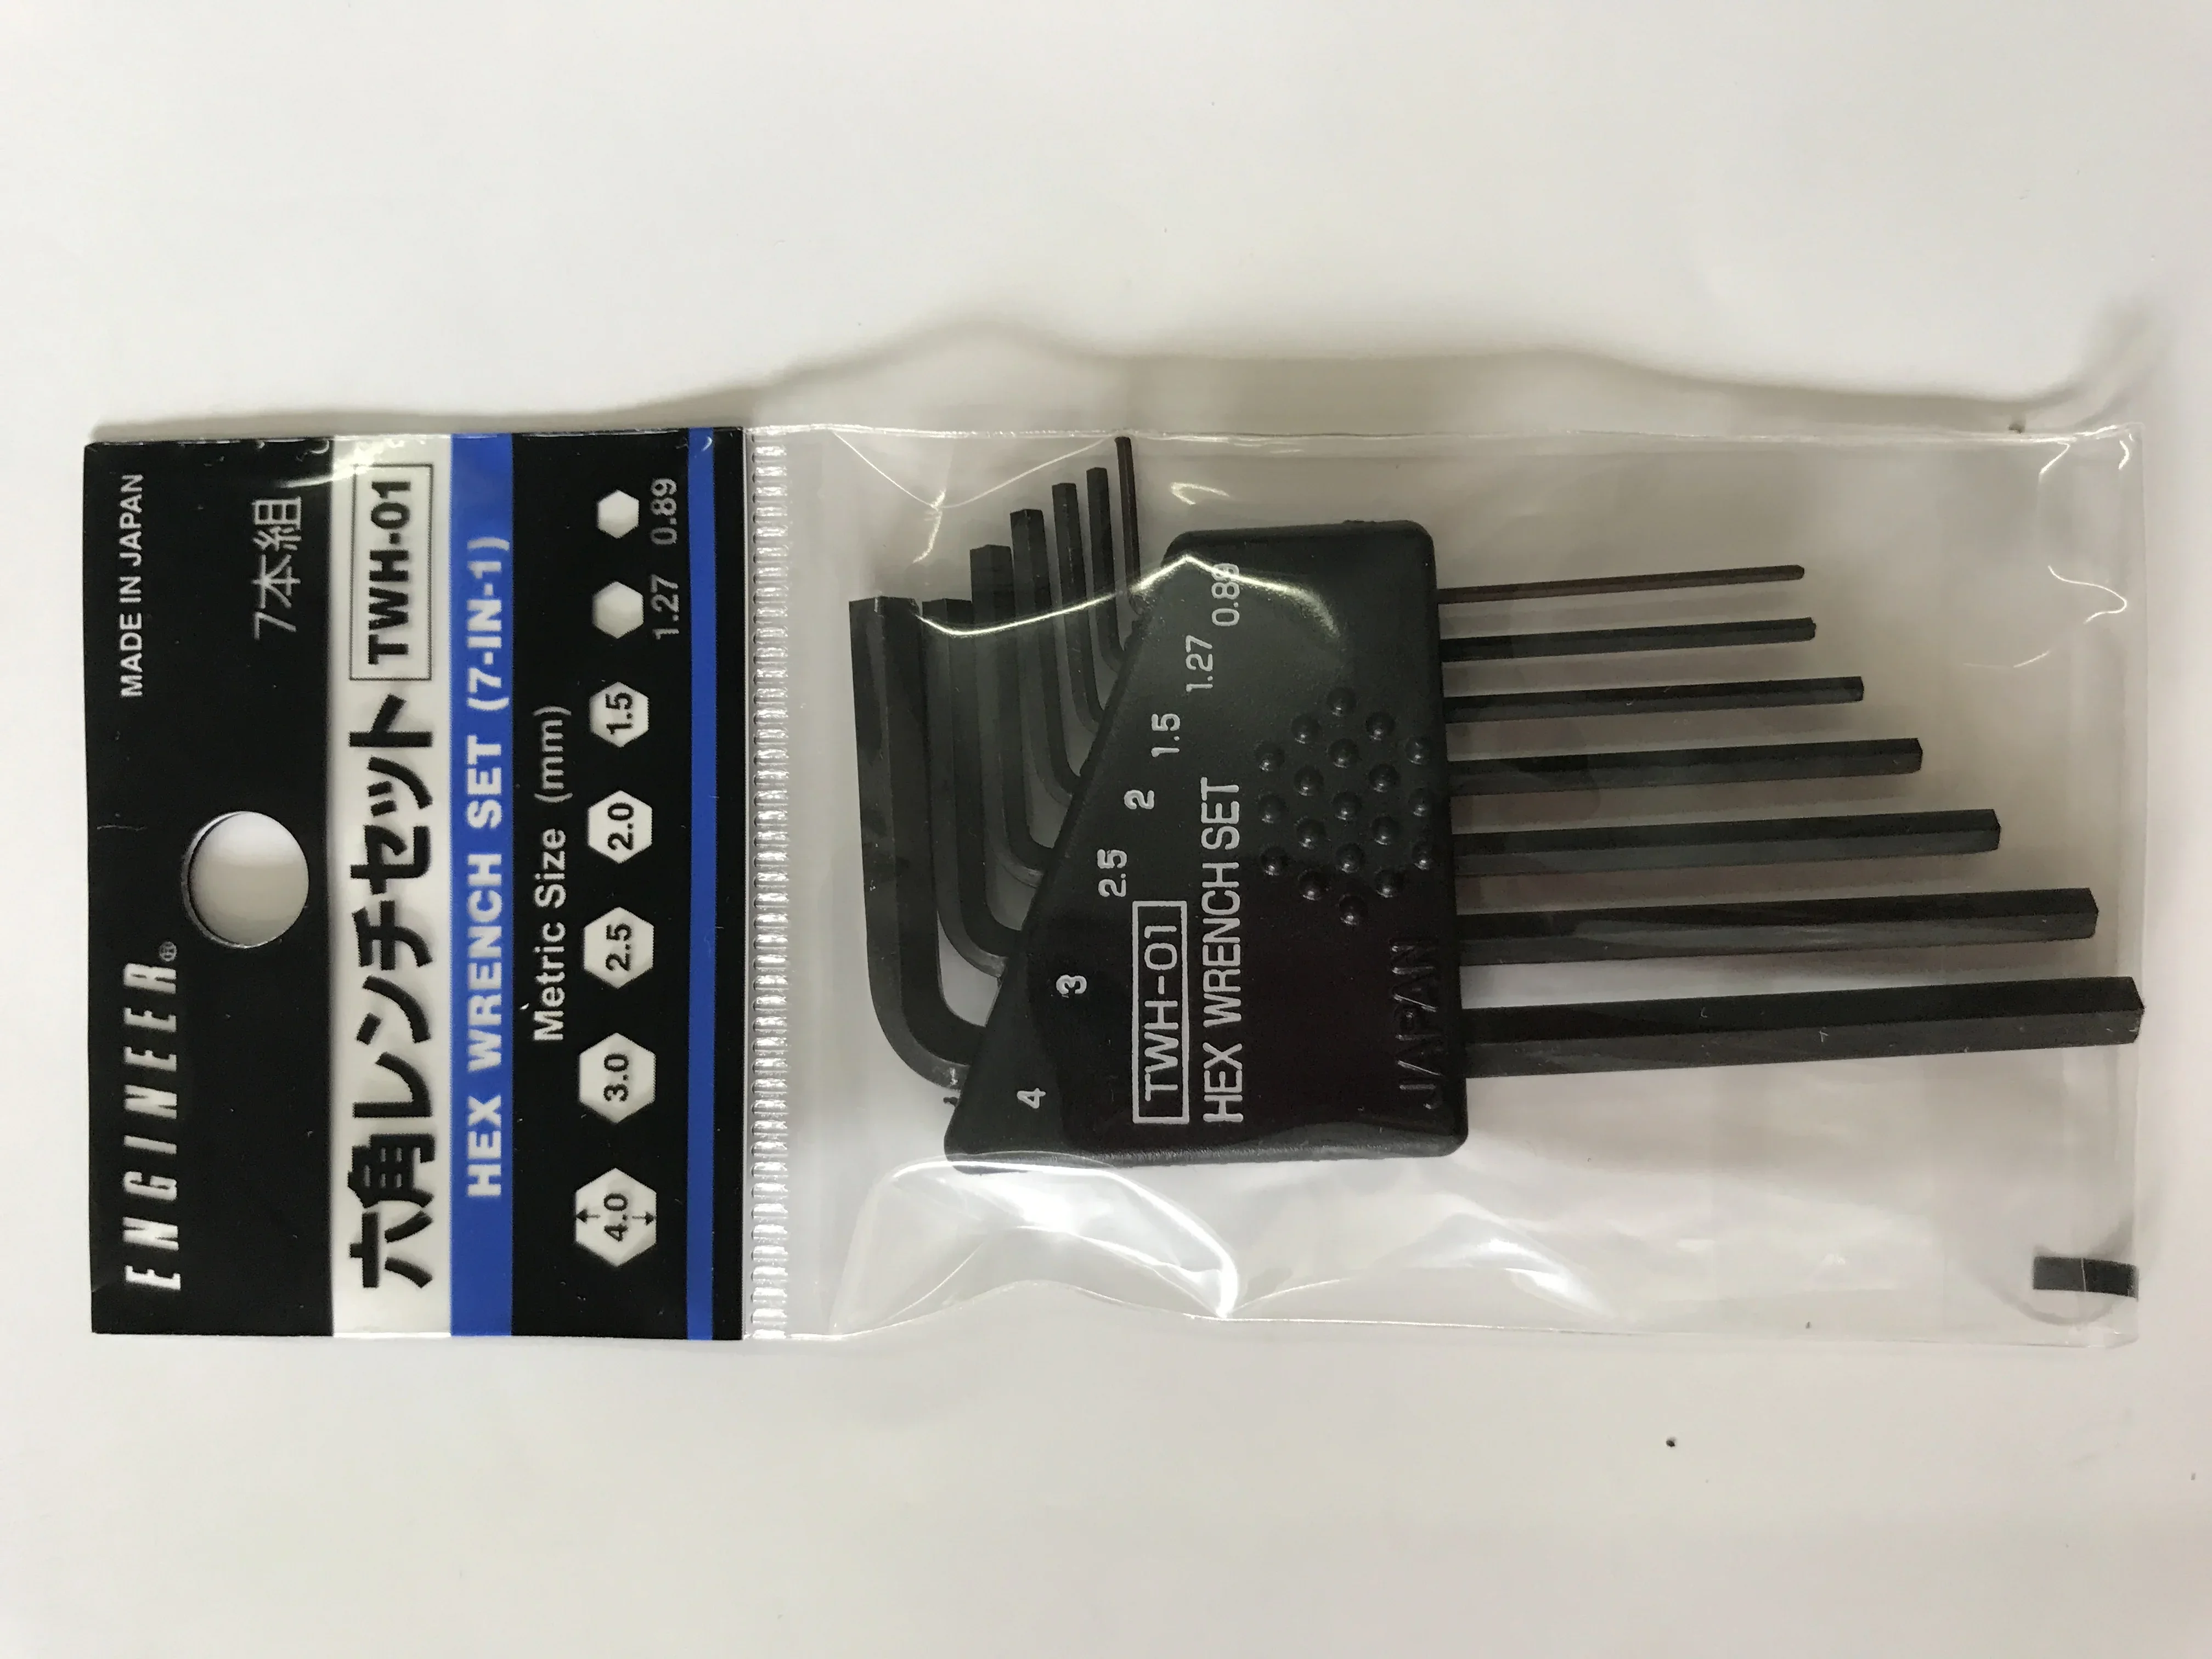 ENGINEER®
MADE IN JAPAN
7本組
六角レンチセット TWH-01
HEX WRENCH SET (7-IN-1)
Metric Size (mm)
4.0 3.0 2.5 2.0 1.5 1.27 0.89
4 3 2.5 2 1.5 1.27 0.89
TWH-01
HEX WRENCH SET
JAPAN